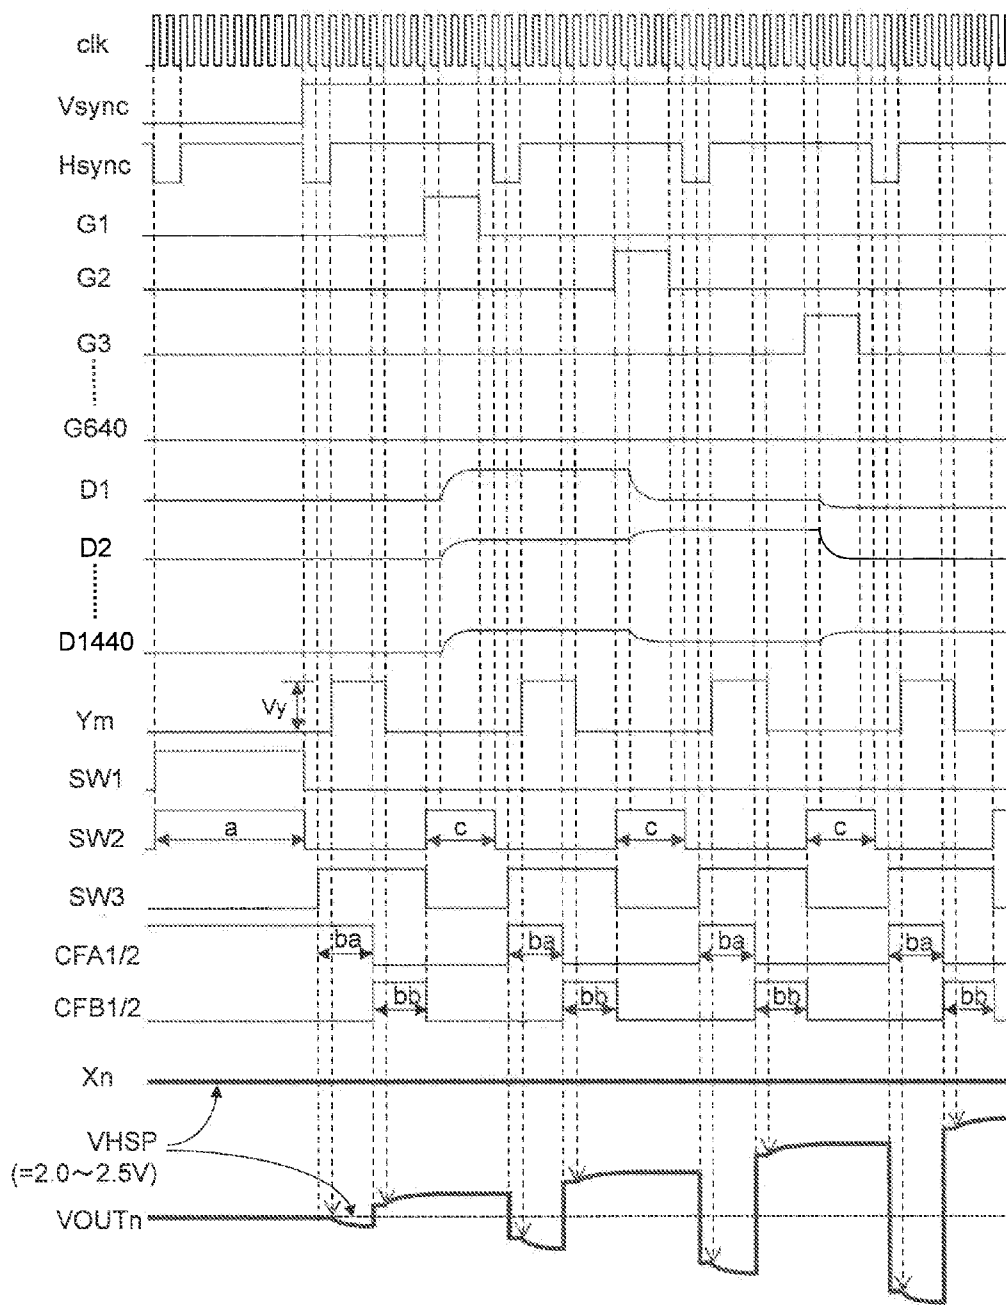 clk
Vsync
Hsync
G1
G2
G3
G640
D1
D2
D1440
Vy
Ym
SW1
SW2 a c c c
SW3
CFA1/2 ba ba ba ba
CFB1/2 bb bb bb bb
Xn
VHSP
(=2.0～2.5V)
VOUTn